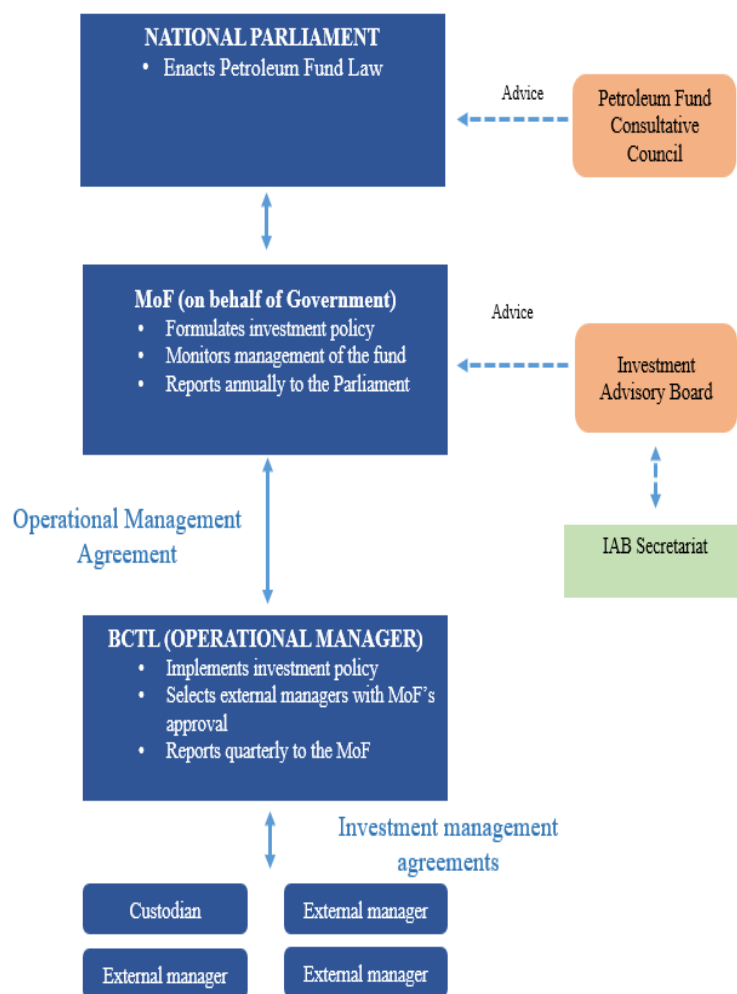 NATIONAL PARLIAMENT
• Enacts Petroleum Fund Law
Advice
Petroleum Fund
Consultative
Council
MoF (on behalf of Government)
• Formulates investment policy
• Monitors management of the fund
• Reports annually to the Parliament
Advice
Investment
Advisory Board
Operational Management
Agreement
IAB Secretariat
BCTL (OPERATIONAL MANAGER)
• Implements investment policy
• Selects external managers with MoF's
approval
• Reports quarterly to the MoF
Investment management
agreements
Custodian
External manager
External manager
External manager